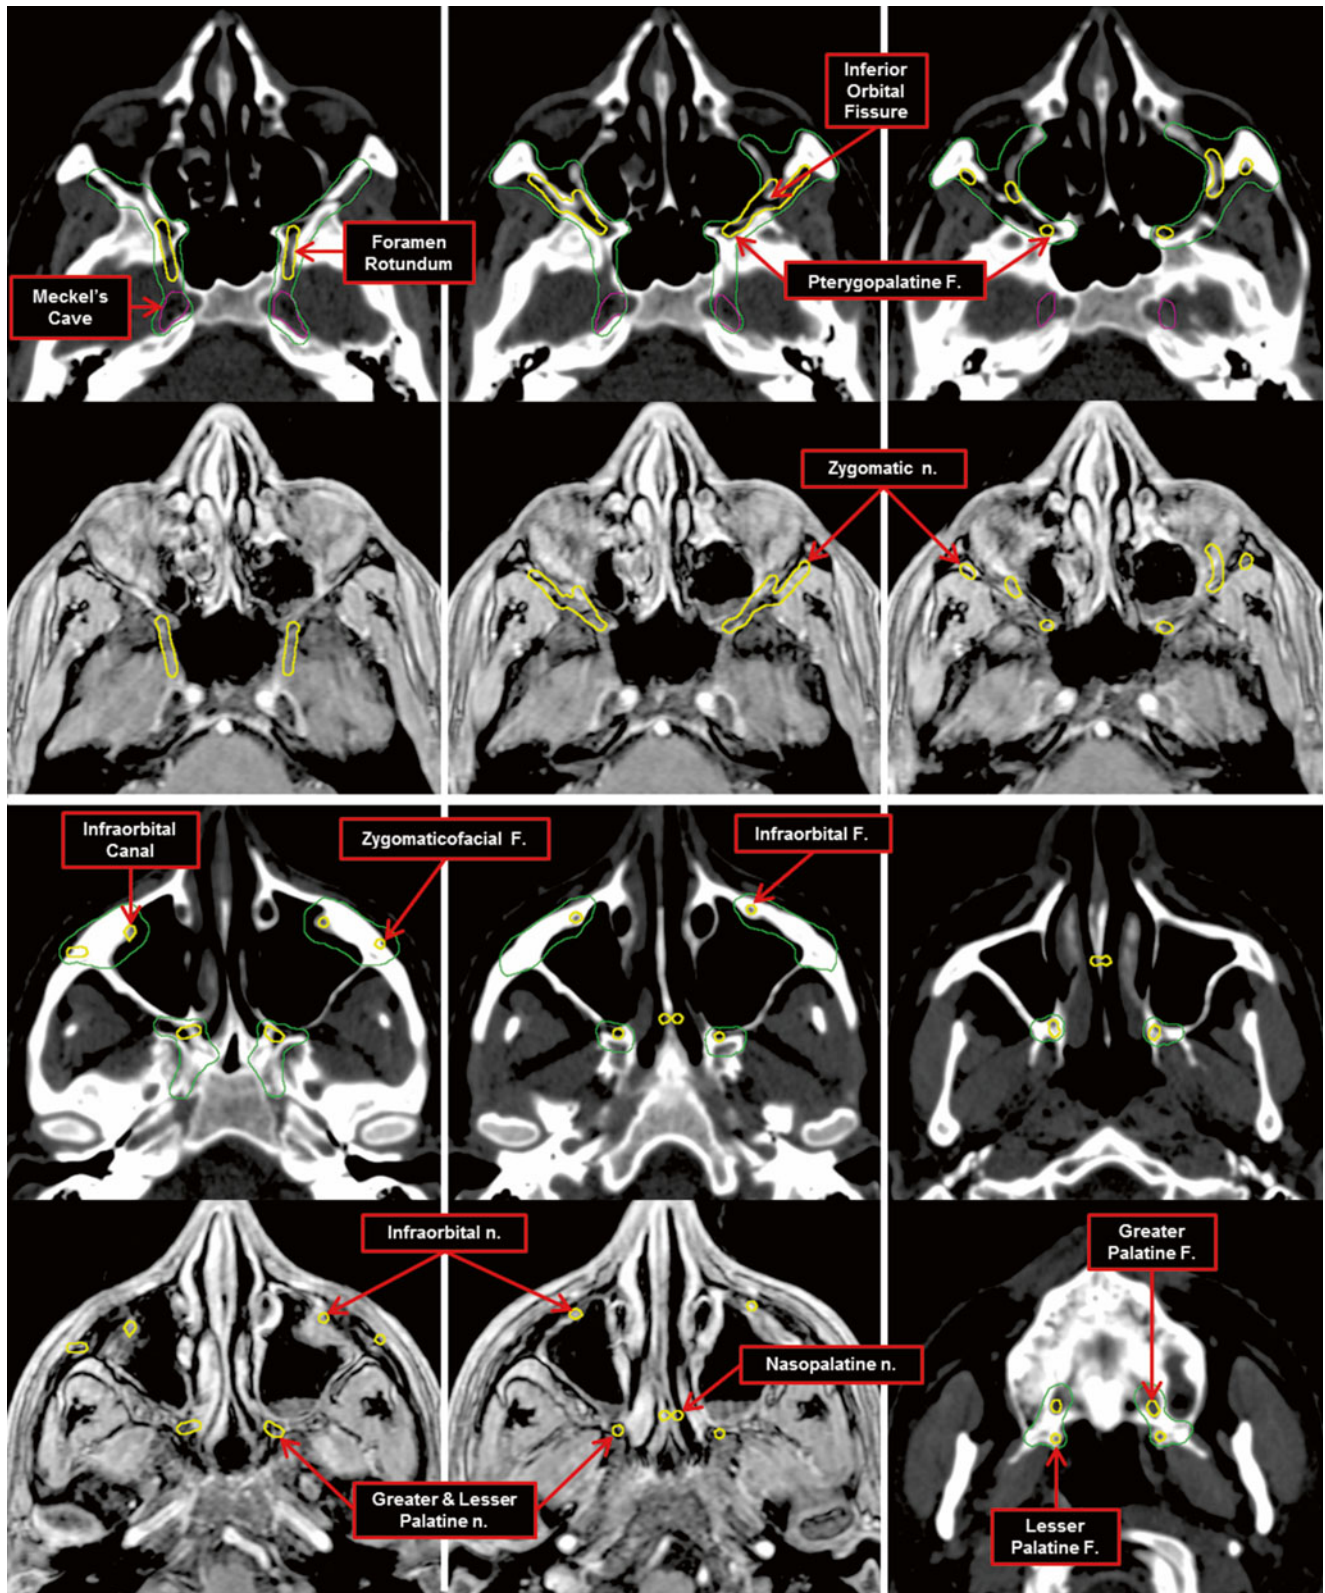 Inferior
Orbital
Fissure
Foramen
Rotundum
Meckel's
Cave
Pterygopalatine F.
Zygomatic n.
Infraorbital
Canal
Zygomaticofacial F.
Infraorbital F.
Infraorbital n.
Greater
Palatine F.
Nasopalatine n.
Greater & Lesser
Palatine n.
Lesser
Palatine F.